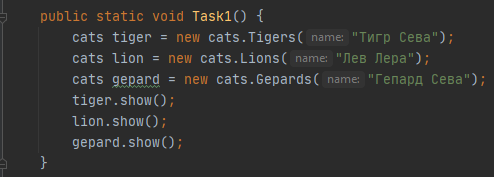 public static void Task1() {
cats tiger = new cats.Tigers( name: "Тигр Сева");
cats lion = new cats.Lions( name: "Лев Лера");
cats gepard = new cats.Gepards( name: "Гепард Сева");
tiger.show();
lion.show();
gepard.show();
}